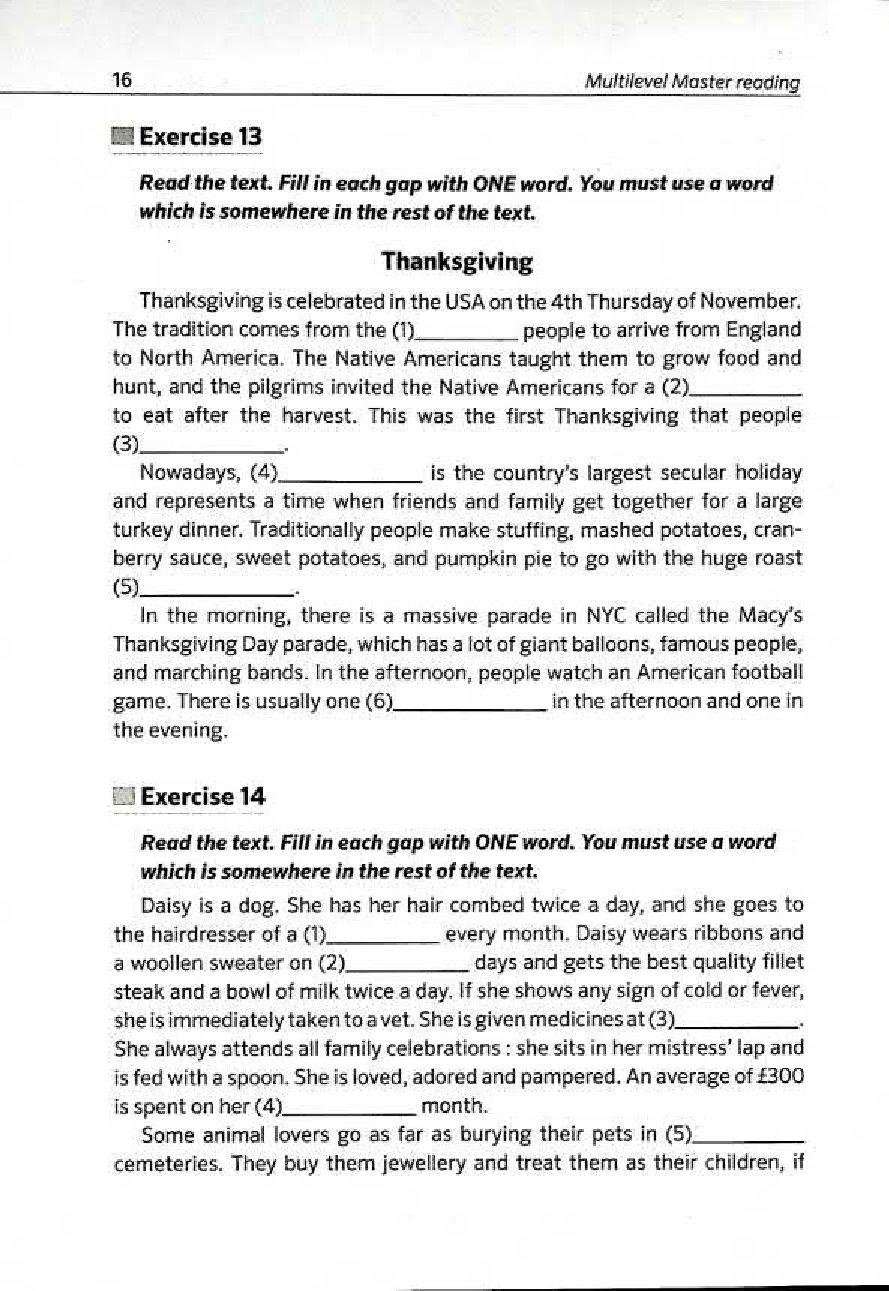 16
Multilevel Master reading
Exercise 13
Read the text. Fill in each gap with ONE word. You must use a word
which is somewhere in the rest of the text.
Thanksgiving
Thanksgiving is celebrated in the USA on the 4th Thursday of November.
The tradition comes from the (1)__________ people to arrive from England
to North America. The Native Americans taught them to grow food and
hunt, and the pilgrims invited the Native Americans for a (2)__________
to eat after the harvest. This was the first Thanksgiving that people
(3)______________.
Nowadays, (4)______________ is the country's largest secular holiday
and represents a time when friends and family get together for a large
turkey dinner. Traditionally people make stuffing, mashed potatoes, cran-
berry sauce, sweet potatoes, and pumpkin pie to go with the huge roast
(5)______________.
In the morning, there is a massive parade in NYC called the Macy's
Thanksgiving Day parade, which has a lot of giant balloons, famous people,
and marching bands. In the afternoon, people watch an American football
game. There is usually one (6)______________ in the afternoon and one in
the evening.
Exercise 14
Read the text. Fill in each gap with ONE word. You must use a word
which is somewhere in the rest of the text.
Daisy is a dog. She has her hair combed twice a day, and she goes to
the hairdresser of a (1)__________ every month. Daisy wears ribbons and
a woollen sweater on (2)___________ days and gets the best quality fillet
steak and a bowl of milk twice a day. If she shows any sign of cold or fever,
she is immediately taken to a vet. She is given medicines at (3)___________.
She always attends all family celebrations : she sits in her mistress' lap and
is fed with a spoon. She is loved, adored and pampered. An average of £300
is spent on her (4)____________ month.
Some animal lovers go as far as burying their pets in (5)__________
cemeteries. They buy them jewellery and treat them as their children, if